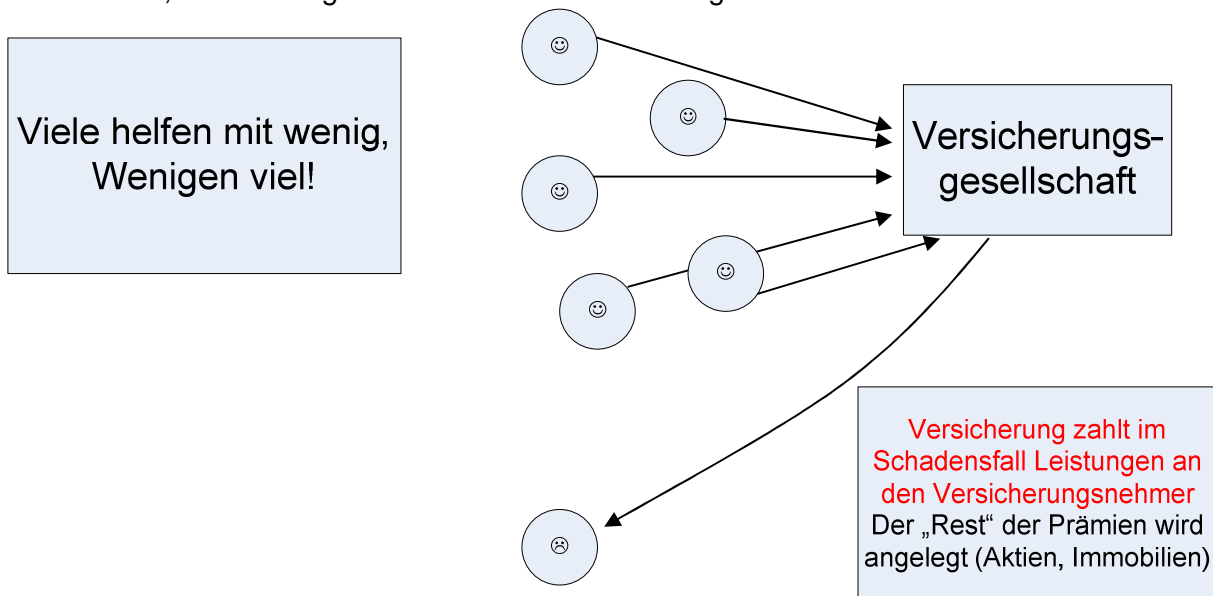 Viele helfen mit wenig,
Wenigen viel!
Versicherungs-
gesellschaft
Versicherung zahlt im
Schadensfall Leistungen an
den Versicherungsnehmer
Der „Rest“ der Prämien wird
angelegt (Aktien, Immobilien)